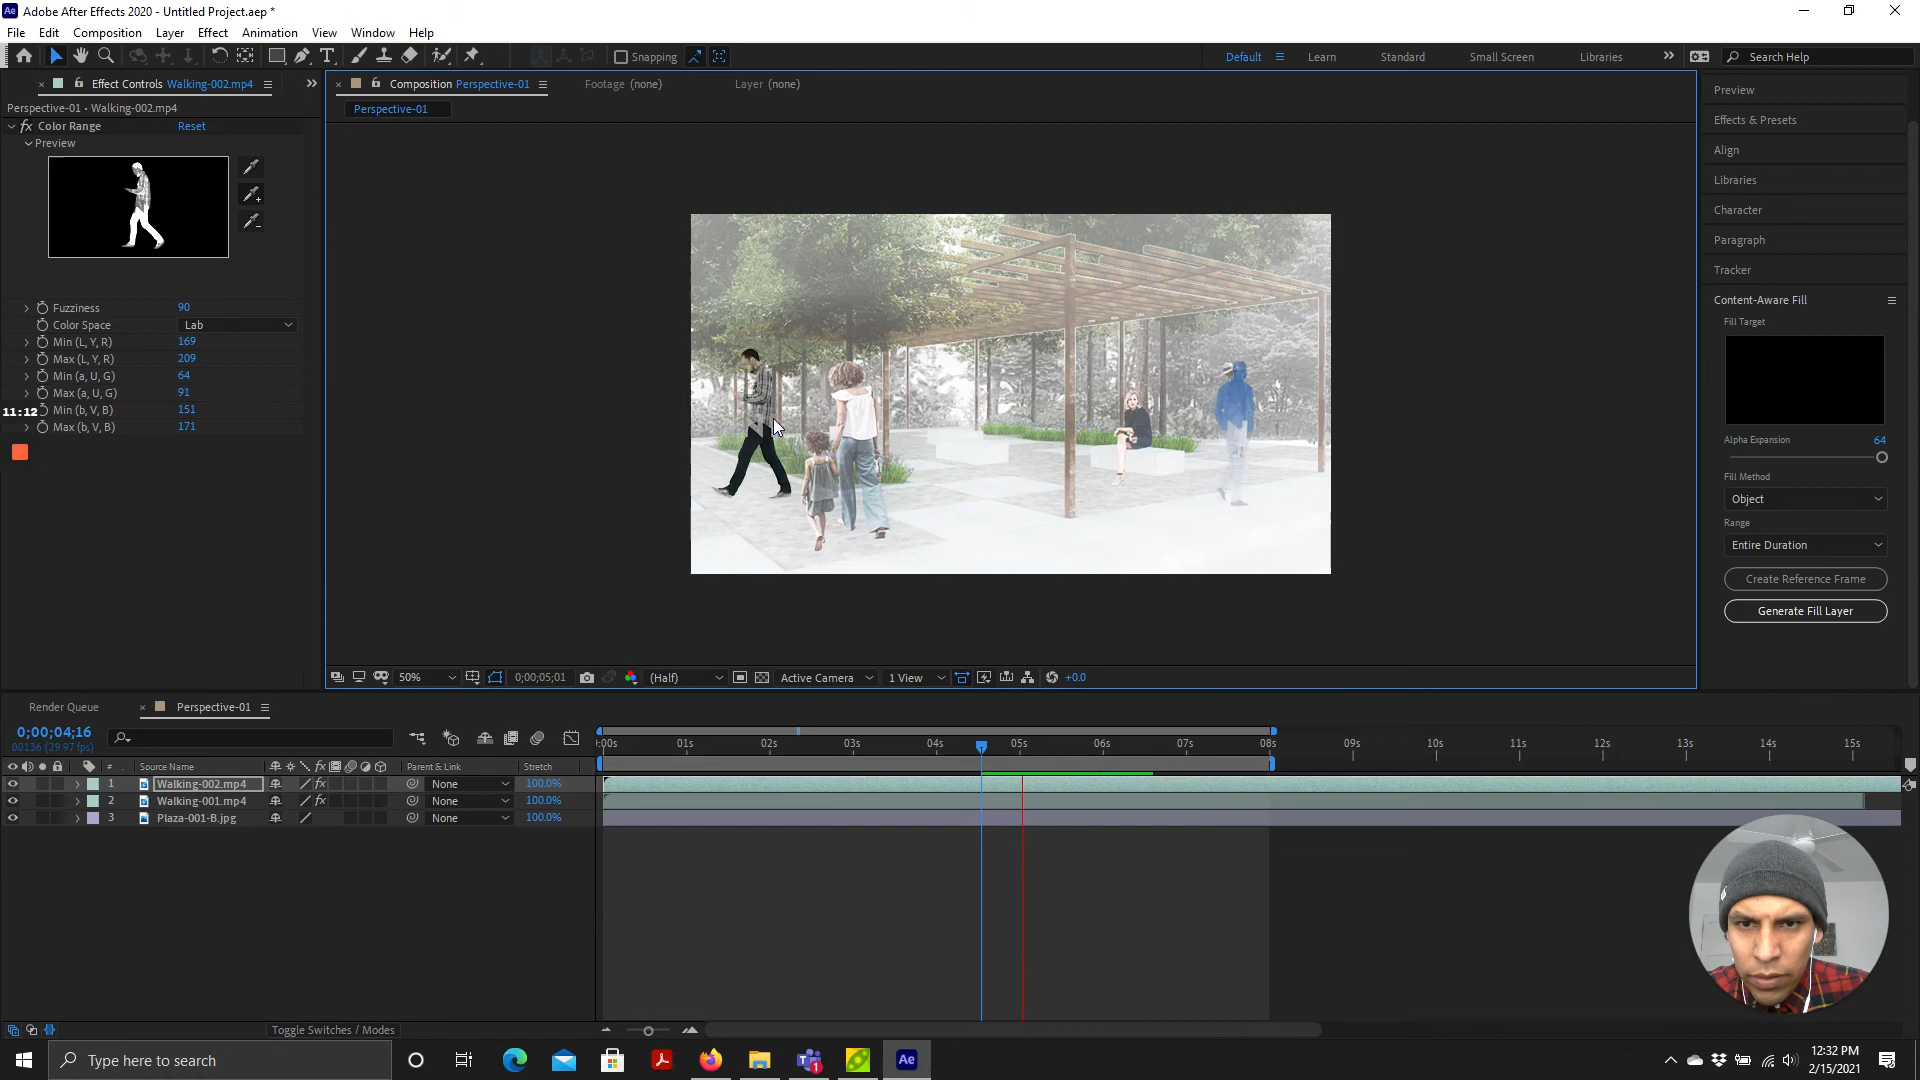 Adobe After Effects 2020 - Untitled Project.aep *
File Edit Composition Layer Effect Animation View Window Help
Snapping
Default Learn Standard Small Screen Libraries Search Help
Effect Controls Walking-002.mp4
Composition Perspective-01
Footage (none)
Layer (none)
Perspective-01 • Walking-002.mp4
Perspective-01
fx Color Range Reset
Preview
Fuzziness 90
Color Space Lab
Min (L, Y, R) 169
Max (L, Y, R) 209
Min (a, U, G) 64
Max (a, U, G) 91
11:12 Min (b, V, B) 151
Max (b, V, B) 171
Preview
Effects & Presets
Align
Libraries
Character
Paragraph
Tracker
Content-Aware Fill
Fill Target
Alpha Expansion 64
Fill Method
Object
Range
Entire Duration
Create Reference Frame
Generate Fill Layer
50% 0;00;05;01 (Half) Active Camera 1 View +0.0
Render Queue
Perspective-01
0;00;04;16
00136 (29.97 fps)
:00s 01s 02s 03s 04s 05s 06s 07s 08s 09s 10s 11s 12s 13s 14s 15s
# Source Name Parent & Link Stretch
1 Walking-002.mp4 fx None 100.0%
2 Walking-001.mp4 fx None 100.0%
3 Plaza-001-B.jpg None 100.0%
Toggle Switches / Modes
Type here to search
Ae
12:32 PM
2/15/2021